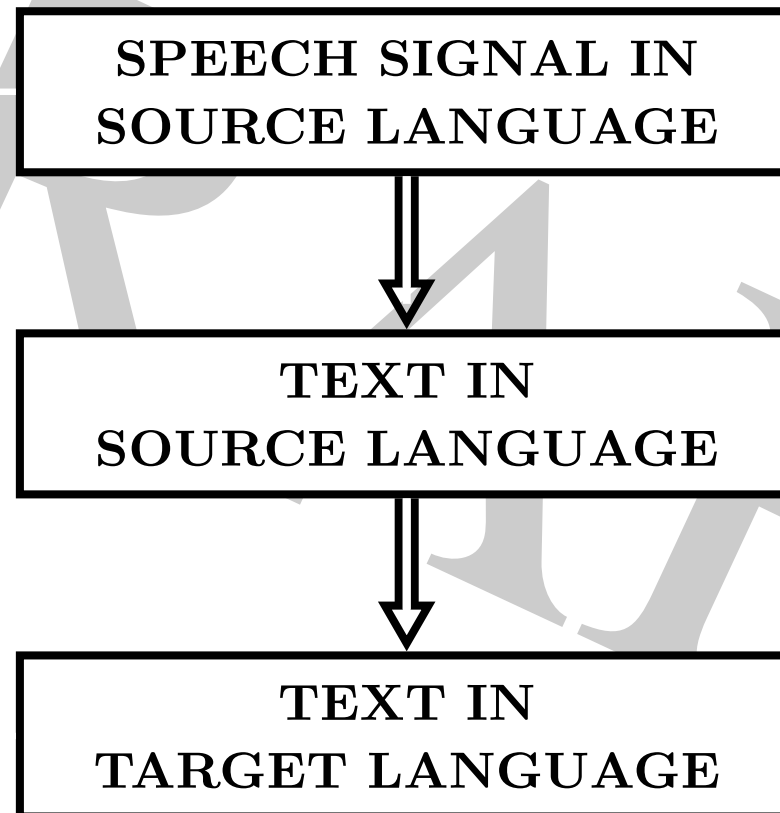 SPEECH SIGNAL IN
SOURCE LANGUAGE
TEXT IN
SOURCE LANGUAGE
TEXT IN
TARGET LANGUAGE